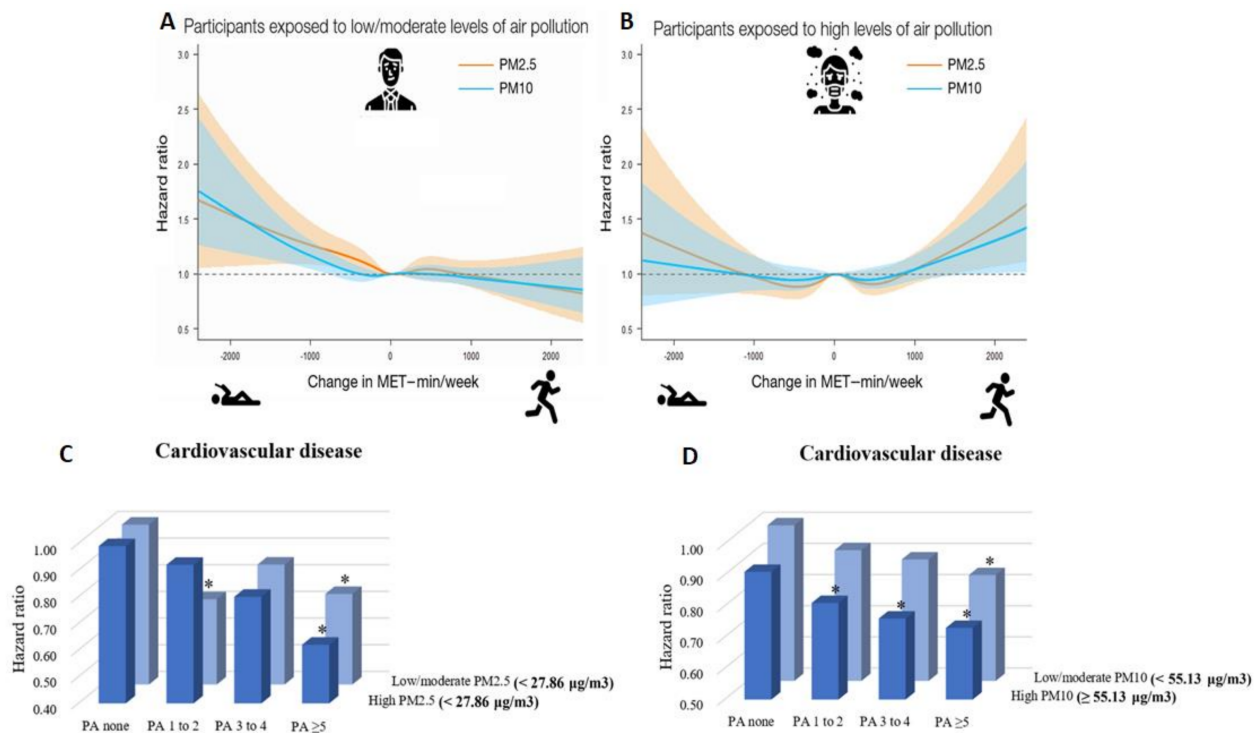 A
Participants exposed to low/moderate levels of air pollution
PM2.5
PM10
Hazard ratio
3.0
2.5
2.0
1.5
1.0
0.5
-2000
-1000
0
1000
2000
Change in MET−min/week
B
Participants exposed to high levels of air pollution
PM2.5
PM10
Hazard ratio
3.0
2.5
2.0
1.5
1.0
0.5
-2000
-1000
0
1000
2000
Change in MET−min/week
C
Cardiovascular disease
Hazard ratio
1.00
0.90
0.80
0.70
0.60
0.50
0.40
*
*
*
PA none
PA 1 to 2
PA 3 to 4
PA ≥5
Low/moderate PM2.5 (< 27.86 µg/m3)
High PM2.5 (< 27.86 µg/m3)
D
Cardiovascular disease
Hazard ratio
1.00
0.90
0.80
0.70
0.60
0.50
*
*
*
*
PA none
PA 1 to 2
PA 3 to 4
PA ≥5
Low/moderate PM10 (< 55.13 µg/m3)
High PM10 (≥ 55.13 µg/m3)